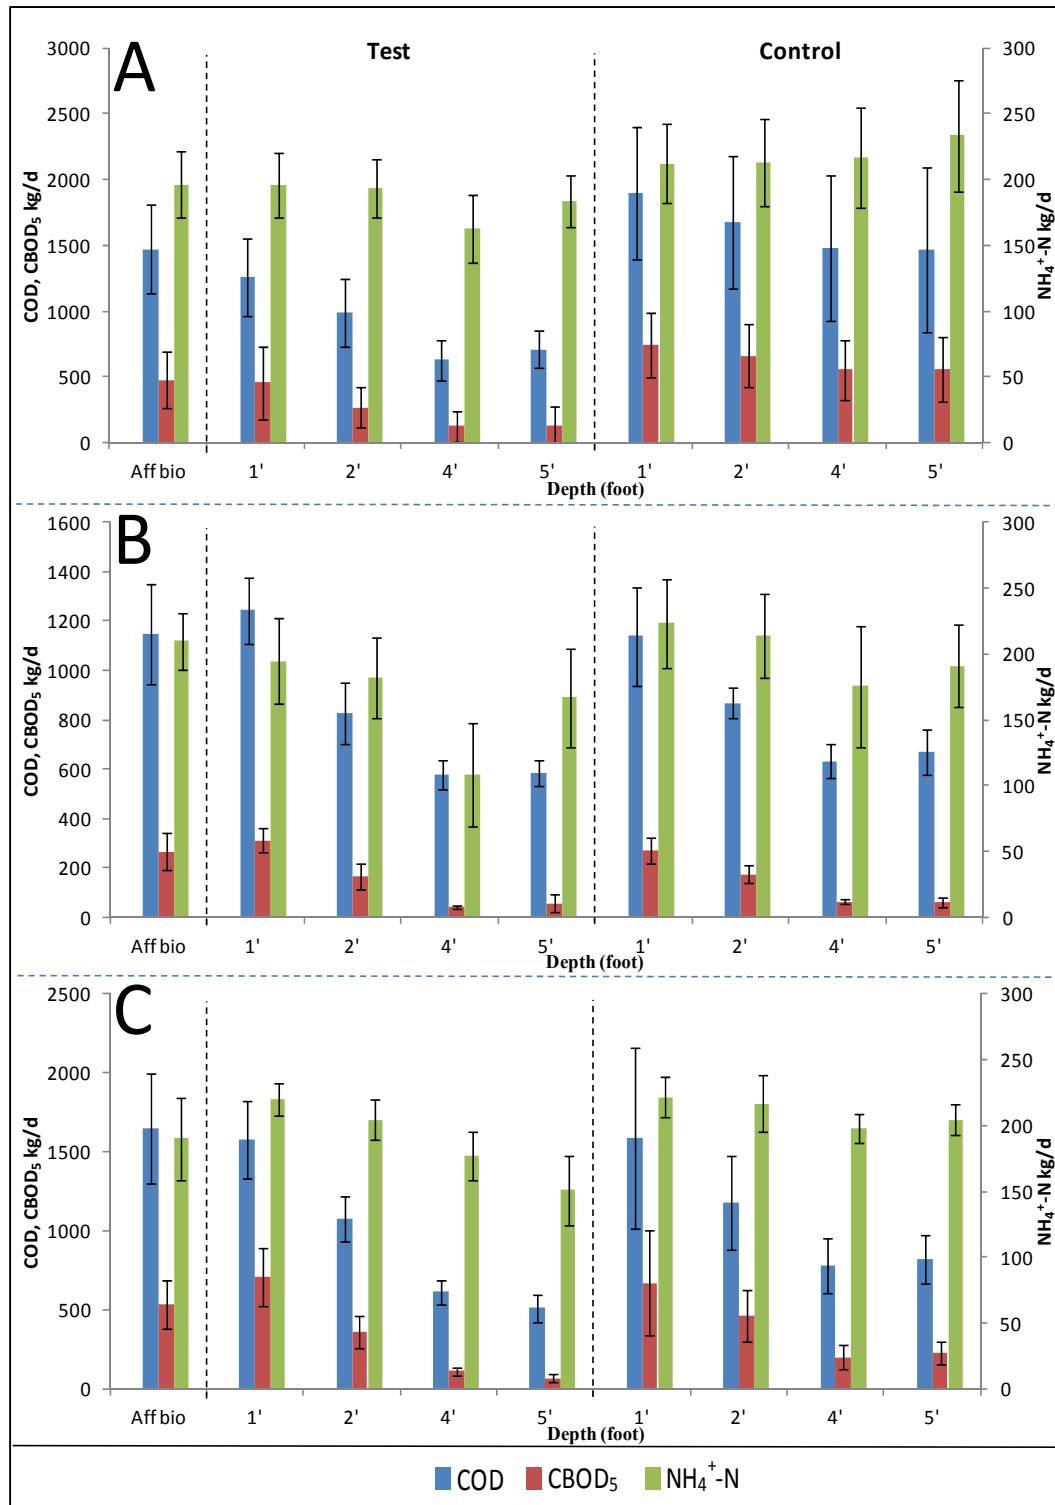 A
Test
Control
3000
2500
2000
1500
1000
500
0
COD, CBOD₅ kg/d
300
250
200
150
100
50
0
NH₄⁺-N kg/d
Aff bio 1' 2' 4' 5' 1' 2' 4' 5'
Depth (foot)
B
1600
1400
1200
1000
800
600
400
200
0
COD, CBOD₅ kg/d
300
250
200
150
100
50
0
NH₄⁺-N kg/d
Aff bio 1' 2' 4' 5' 1' 2' 4' 5'
Depth (foot)
C
2500
2000
1500
1000
500
0
COD, CBOD₅ kg/d
300
250
200
150
100
50
0
NH₄⁺-N kg/d
Aff bio 1' 2' 4' 5' 1' 2' 4' 5'
Depth (foot)
COD CBOD₅ NH₄⁺-N